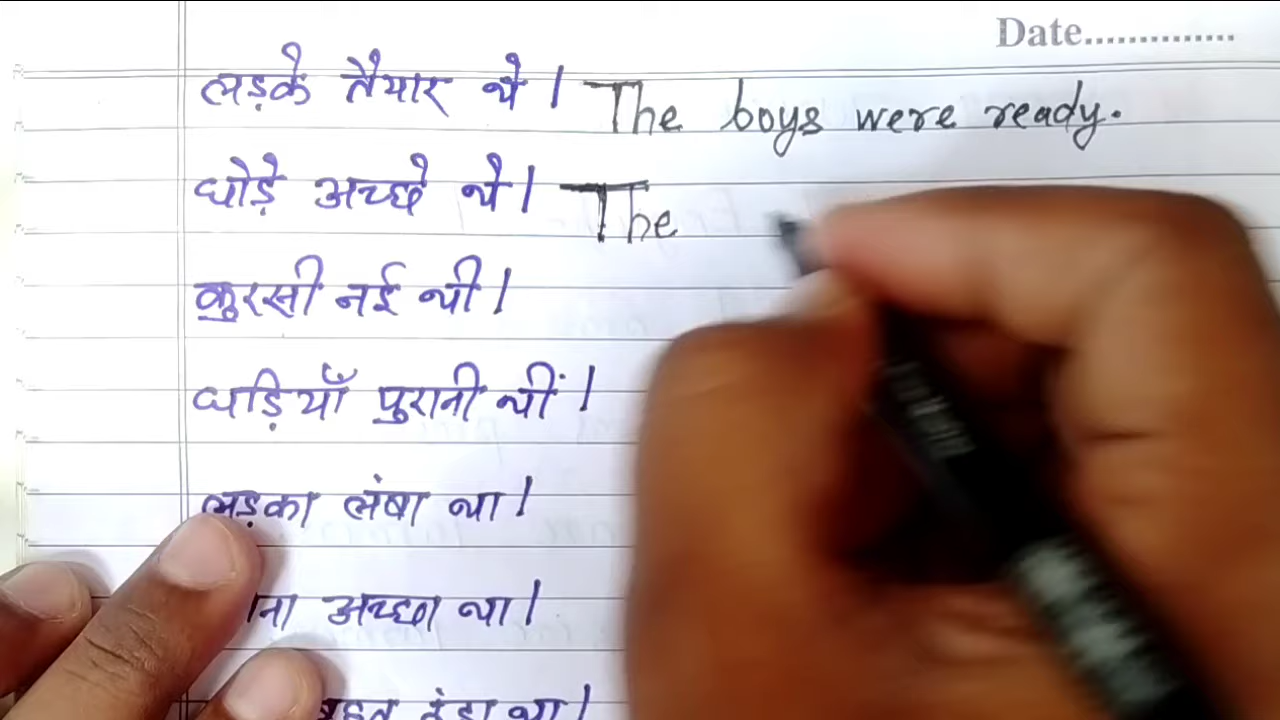 Date..............
लड़के तैयार थे। The boys were ready.
घोड़े अच्छे थे। The
कुरसी नई थी।
घड़ियाँ पुरानी थीं।
लड़का लंबा था।
अच्छा था।
ठंडा था।